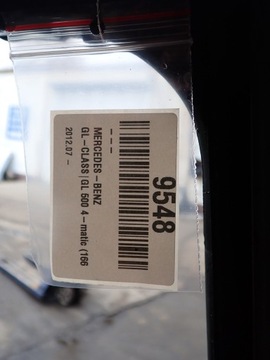 9548
---
MERCEDES-BENZ
GL-CLASS|GL 500 4-matic (166
2012.07 -